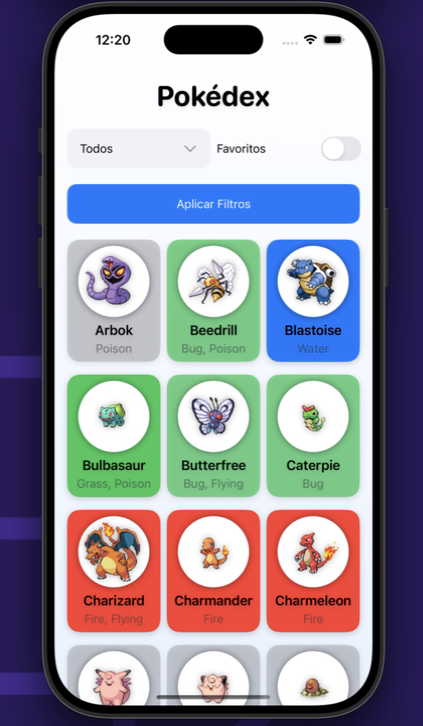 12:20
Pokédex
Todos
Favoritos
Aplicar Filtros
Arbok Beedrill Blastoise
Poison Bug, Poison Water
Bulbasaur Butterfree Caterpie
Grass, Poison Bug, Flying Bug
Charizard Charmander Charmeleon
Fire, Flying Fire Fire